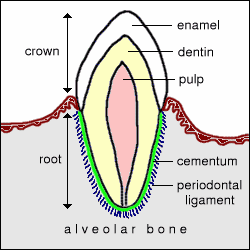 enamel
crown
dentin
pulp
root
cementum
periodontal
ligament
alveolar bone